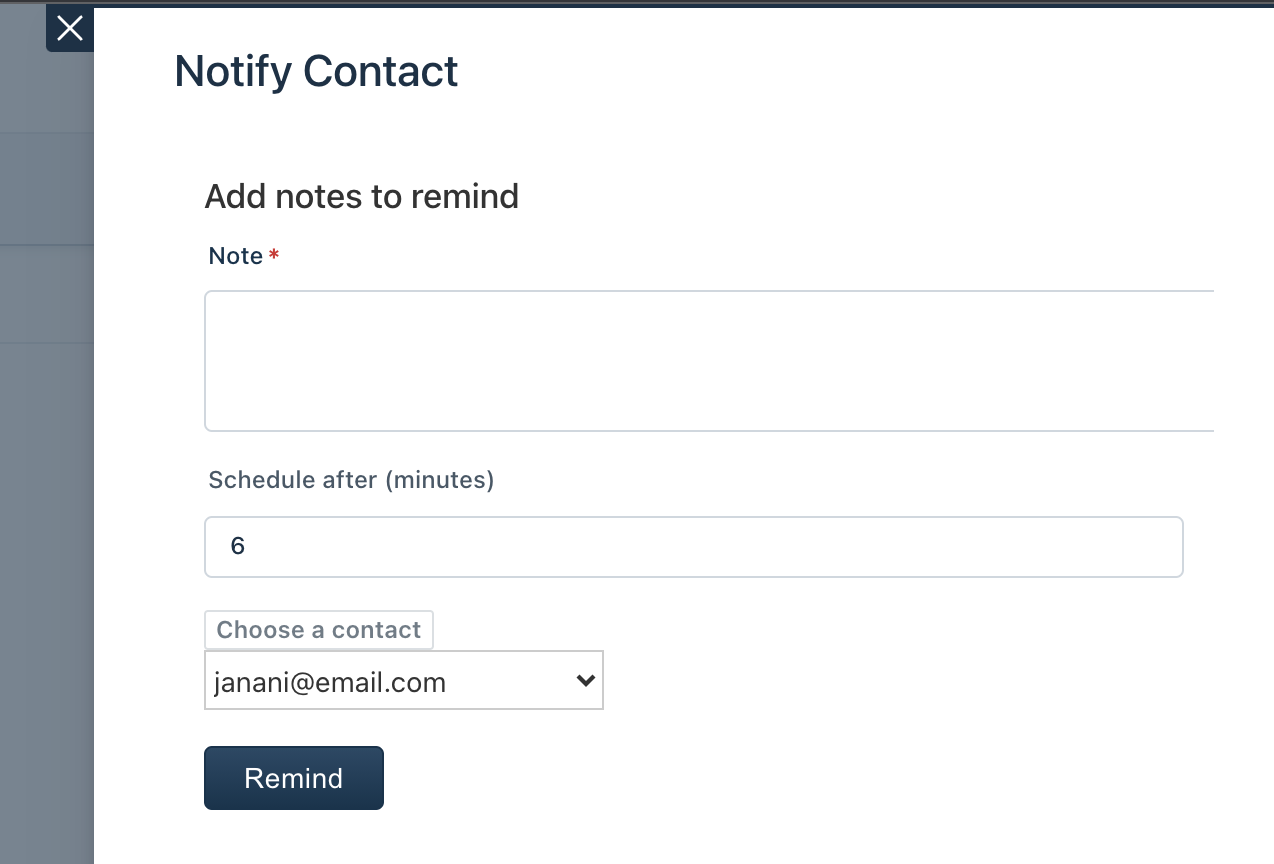 Notify Contact
Add notes to remind
Note *
Schedule after (minutes)
6
Choose a contact
janani@email.com
Remind